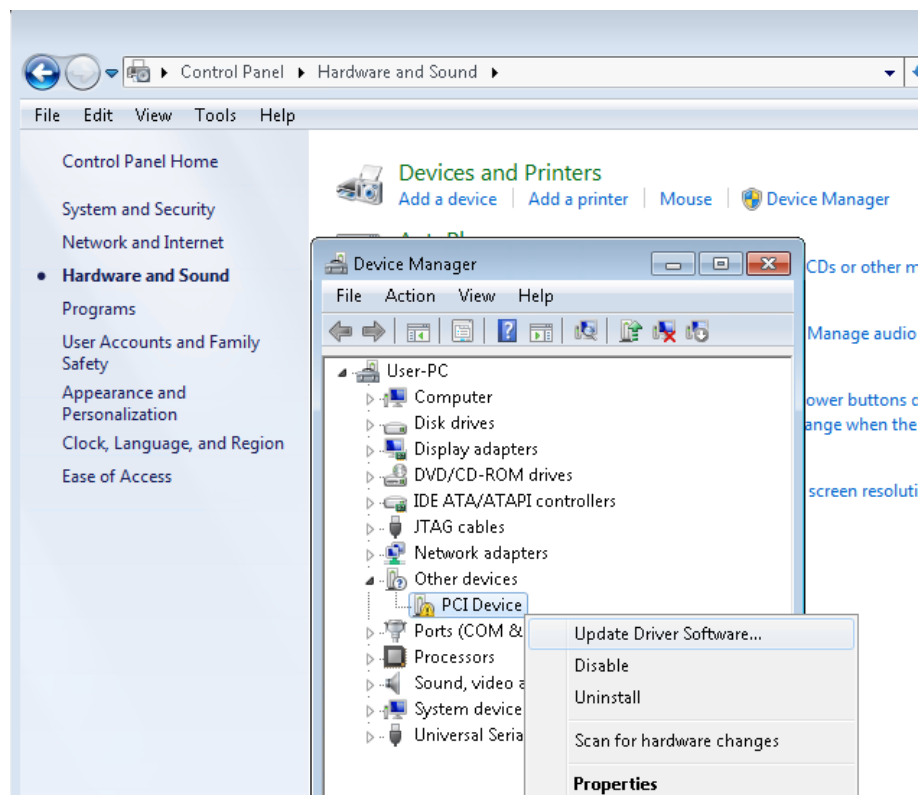 Control Panel Hardware and Sound
File Edit View Tools Help
Control Panel Home
System and Security
Network and Internet
Hardware and Sound
Programs
User Accounts and Family
Safety
Appearance and
Personalization
Clock, Language, and Region
Ease of Access
Devices and Printers
Add a device Add a printer Mouse Device Manager
CDs or other m
Manage audio
ower buttons
ange when the
screen resoluti
Device Manager
File Action View Help
User-PC
Computer
Disk drives
Display adapters
DVD/CD-ROM drives
IDE ATA/ATAPI controllers
JTAG cables
Network adapters
Other devices
PCI Device
Ports (COM &
Processors
Sound, video
System device
Universal Seria
Update Driver Software...
Disable
Uninstall
Scan for hardware changes
Properties